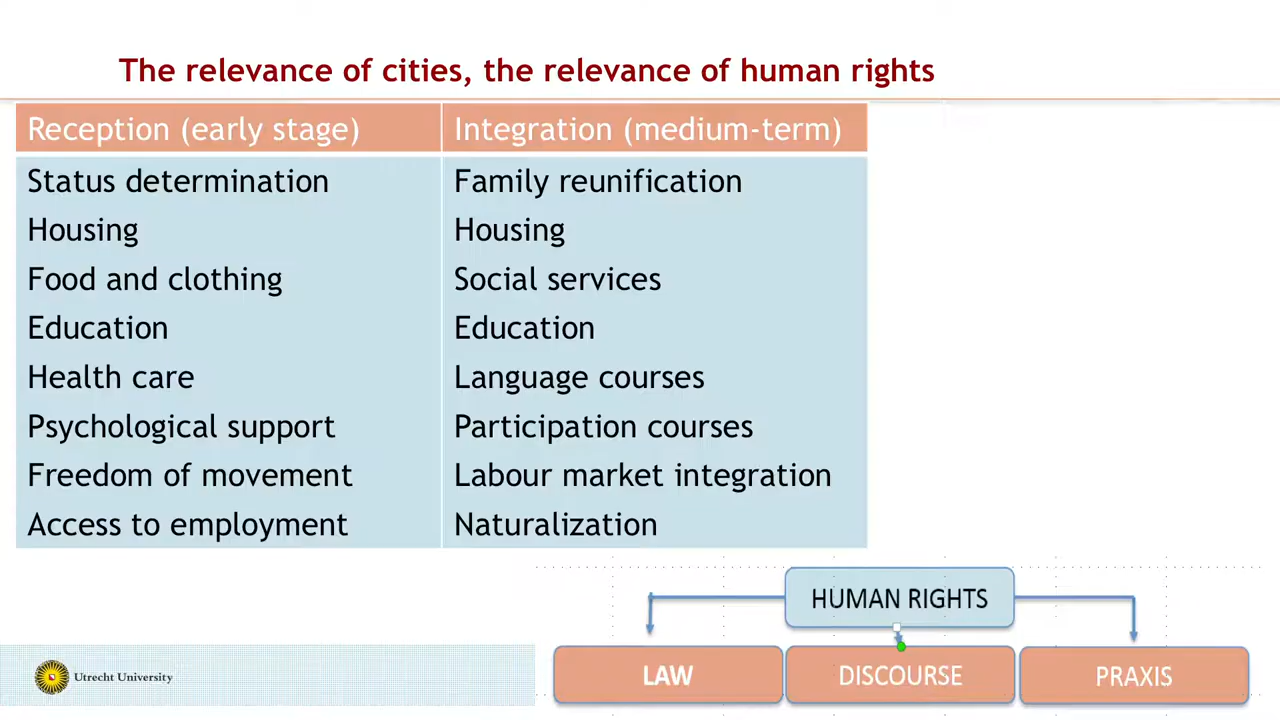 The relevance of cities, the relevance of human rights
Reception (early stage)
Integration (medium-term)
Status determination
Family reunification
Housing
Housing
Food and clothing
Social services
Education
Education
Health care
Language courses
Psychological support
Participation courses
Freedom of movement
Labour market integration
Access to employment
Naturalization
HUMAN RIGHTS
LAW
DISCOURSE
PRAXIS
Utrecht University